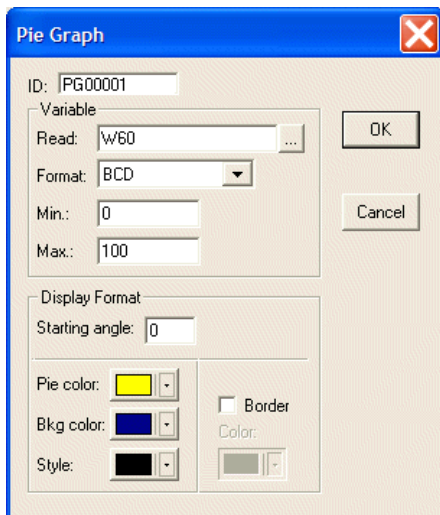 Pie Graph
ID: PG00001
Variable
Read: W60 ...
OK
Format: BCD
Min.: 0
Cancel
Max.: 100
Display Format
Starting angle: 0
Pie color:
Border
Bkg color:
Color:
Style: